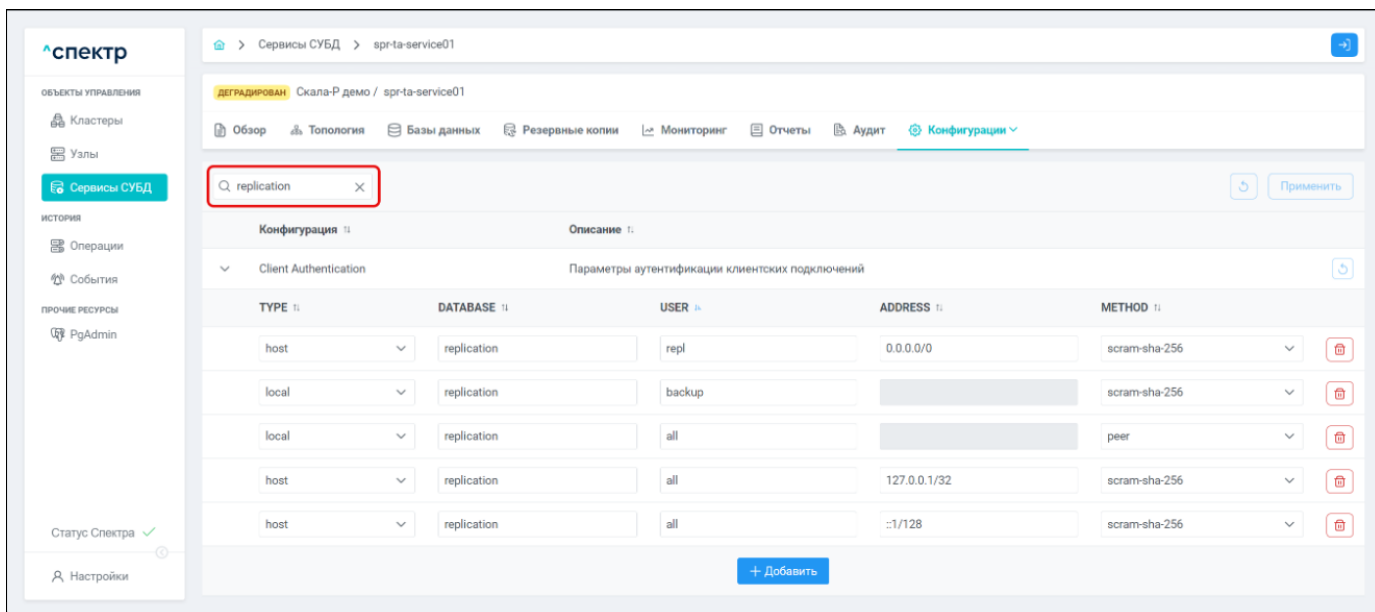 ^спектр
ОБЪЕКТЫ УПРАВЛЕНИЯ
Кластеры
Узлы
Сервисы СУБД
ИСТОРИЯ
Операции
События
ПРОЧИЕ РЕСУРСЫ
PgAdmin
Статус Спектра
Настройки
> Сервисы СУБД > spr-ta-service01
ДЕГРАДИРОВАН Скала-Р демо / spr-ta-service01
Обзор Топология Базы данных Резервные копии Мониторинг Отчеты Аудит Конфигурации
replication Применить
Конфигурация Описание
Client Authentication Параметры аутентификации клиентских подключений
TYPE DATABASE USER ADDRESS METHOD
host replication repl 0.0.0.0/0 scram-sha-256
local replication backup scram-sha-256
local replication all peer
host replication all 127.0.0.1/32 scram-sha-256
host replication all ::1/128 scram-sha-256
+ Добавить